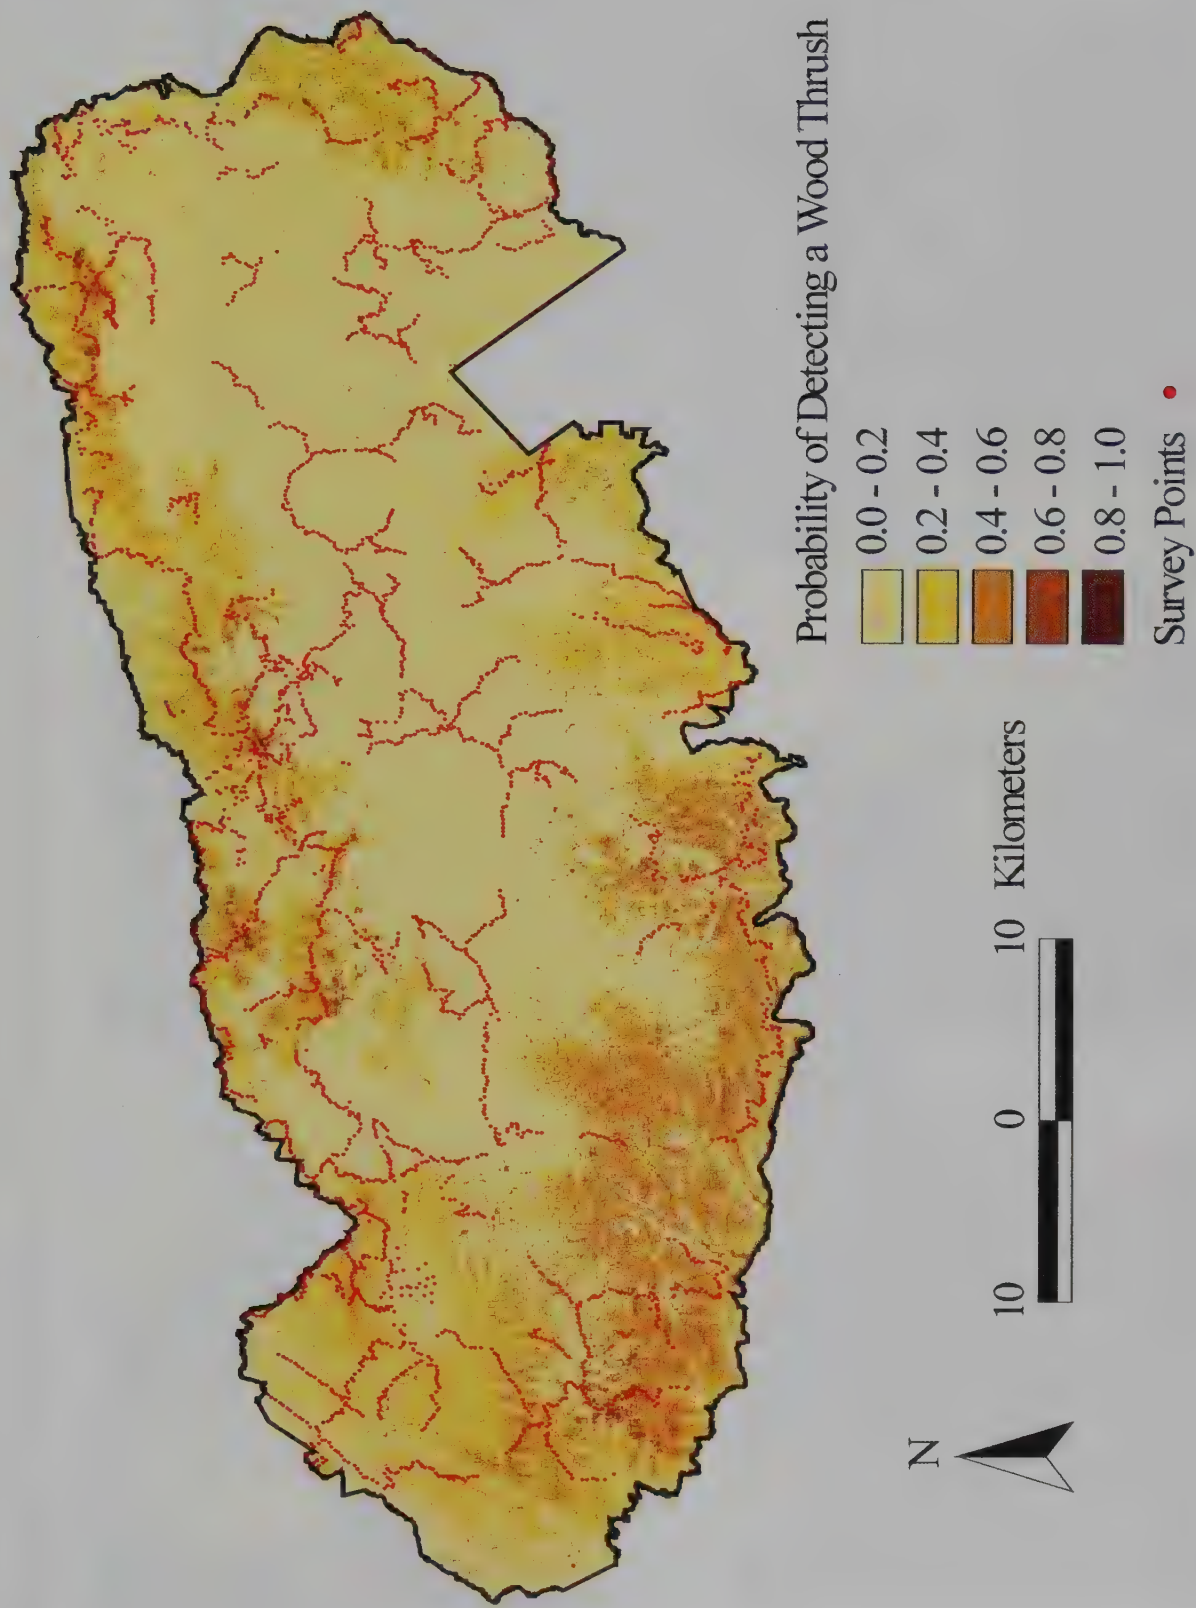 Probability of Detecting a Wood Thrush
0.0 - 0.2
0.2 - 0.4
0.4 - 0.6
0.6 - 0.8
0.8 - 1.0
Survey Points
N
10 0 10 Kilometers